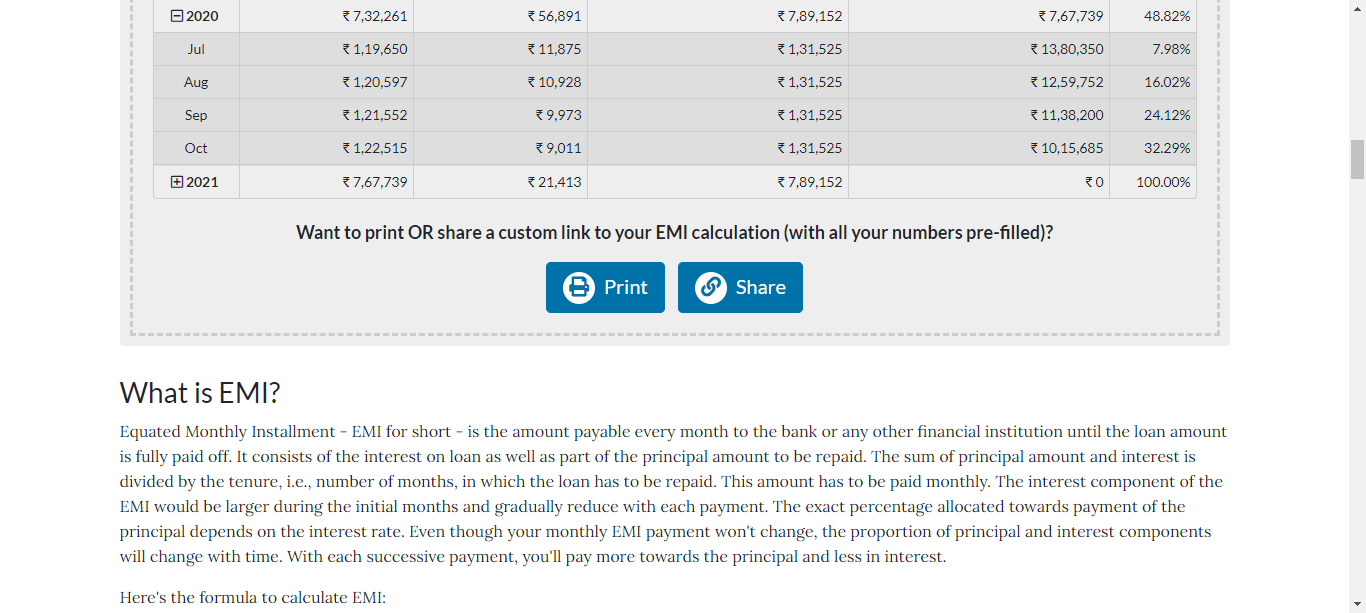 2020 ₹ 7,32,261 ₹ 56,891 ₹ 7,89,152 ₹ 7,67,739 48.82%
Jul ₹ 1,19,650 ₹ 11,875 ₹ 1,31,525 ₹ 13,80,350 7.98%
Aug ₹ 1,20,597 ₹ 10,928 ₹ 1,31,525 ₹ 12,59,752 16.02%
Sep ₹ 1,21,552 ₹ 9,973 ₹ 1,31,525 ₹ 11,38,200 24.12%
Oct ₹ 1,22,515 ₹ 9,011 ₹ 1,31,525 ₹ 10,15,685 32.29%
2021 ₹ 7,67,739 ₹ 21,413 ₹ 7,89,152 ₹ 0 100.00%
Want to print OR share a custom link to your EMI calculation (with all your numbers pre-filled)?
Print Share
What is EMI?
Equated Monthly Installment - EMI for short - is the amount payable every month to the bank or any other financial institution until the loan amount
is fully paid off. It consists of the interest on loan as well as part of the principal amount to be repaid. The sum of principal amount and interest is
divided by the tenure, i.e., number of months, in which the loan has to be repaid. This amount has to be paid monthly. The interest component of the
EMI would be larger during the initial months and gradually reduce with each payment. The exact percentage allocated towards payment of the
principal depends on the interest rate. Even though your monthly EMI payment won't change, the proportion of principal and interest components
will change with time. With each successive payment, you'll pay more towards the principal and less in interest.
Here's the formula to calculate EMI: